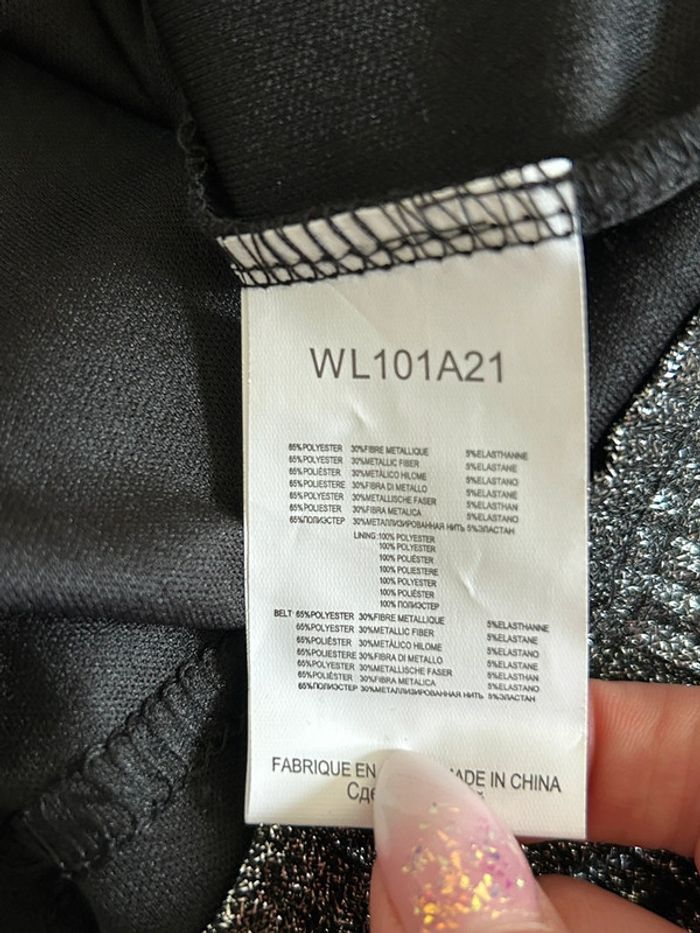 WL101A21
65%POLYESTER 30%FIBRE METALLIQUE 5%ELASTHANNE
65%POLYESTER 30%METALLIC FIBER 5%ELASTANE
65%POLIÉSTER 30%METÁLICO HILOME 5%ELASTANO
65%POLIESTERE 30%FIBRA DI METALLO 5%ELASTANE
65%POLYESTER 30%METALLISCHE FASER 5%ELASTHAN
65%POLIESTER 30%FIBRA METALICA 5%ELASTANO
65%ПОЛИЭСТЕР 30%МЕТАЛЛИЗИРОВАННАЯ НИТЬ 5%ЭЛАСТАН
LINING:100% POLYESTER
100% POLYESTER
100% POLIÉSTER
100% POLIESTERE
100% POLYESTER
100% POLIÉSTER
100% ПОЛИЭСТЕР
BELT: 65%POLYESTER 30%FIBRE METALLIQUE 5%ELASTHANNE
65%POLYESTER 30%METALLIC FIBER 5%ELASTANE
65%POLIÉSTER 30%METÁLICO HILOME 5%ELASTANO
65%POLIESTERE 30%FIBRA DI METALLO 5%ELASTANE
65%POLYESTER 30%METALLISCHE FASER 5%ELASTHAN
65%POLIÉSTER 30%FIBRA METALICA 5%ELASTANO
65%ПОЛИЭСТЕР 30%МЕТАЛЛИЗИРОВАННАЯ НИТЬ 5%ЭЛАСТАН
FABRIQUE EN ADE IN CHINA